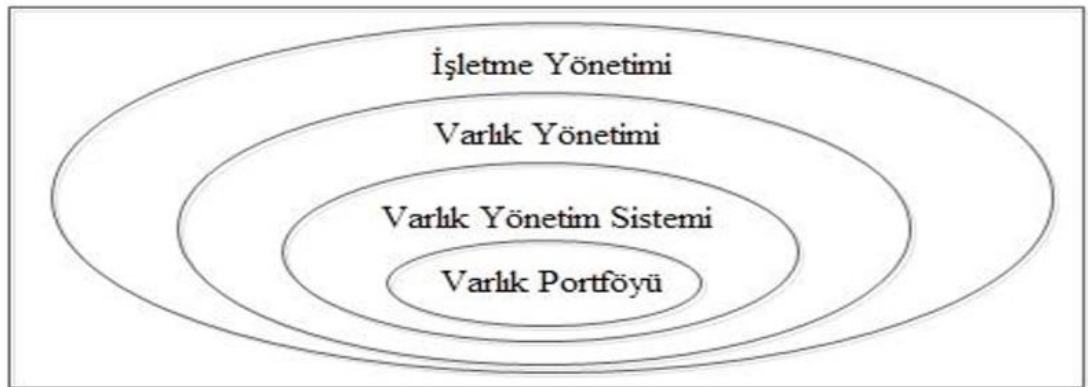 İşletme Yönetimi
Varlık Yönetimi
Varlık Yönetim Sistemi
Varlık Portföyü